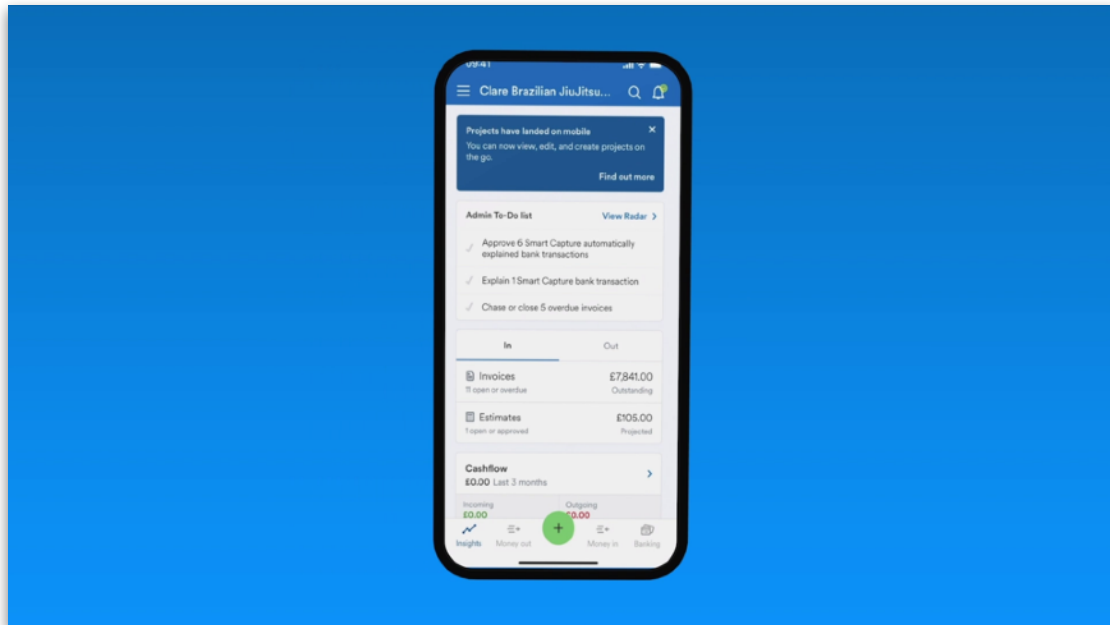 09:41
Clare Brazilian JiuJitsu...
Projects have landed on mobile
You can now view, edit, and create projects on
the go.
Find out more
Admin To-Do list
View Radar
Approve 6 Smart Capture automatically
explained bank transactions
Explain 1 Smart Capture bank transaction
Chase or close 5 overdue invoices
In
Out
Invoices
£7,841.00
11 open or overdue
Outstanding
Estimates
£105.00
1 open or approved
Projected
Cashflow
£0.00 Last 3 months
Incoming
Outgoing
£0.00
£0.00
Insights
Money out
Money in
Banking